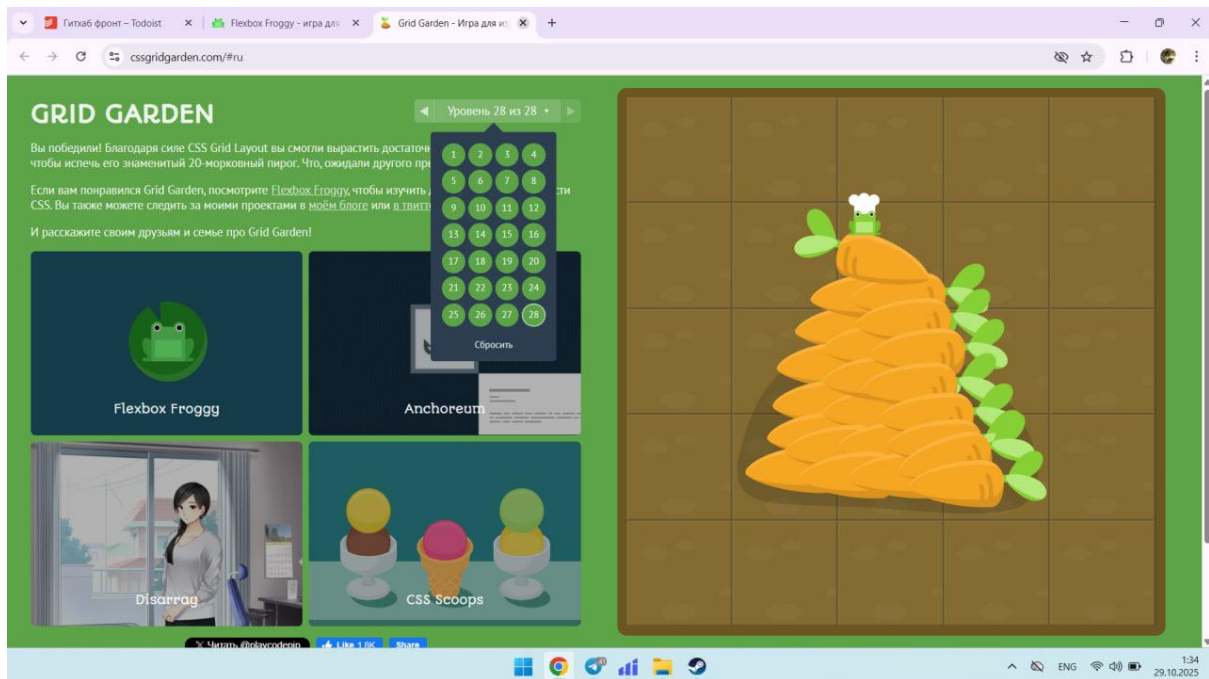 Гитхаб фронт – Todoist
Flexbox Froggy - игра для
Grid Garden - Игра для из
cssgridgarden.com/#ru
GRID GARDEN
Уровень 28 из 28
Вы победили! Благодаря силе CSS Grid Layout вы смогли вырастить достаточн
чтобы испечь его знаменитый 20-морковный пирог. Что, ожидали другого пр
Если вам понравился Grid Garden, посмотрите Flexbox Froggy, чтобы изучить сти
CSS. Вы также можете следить за моими проектами в моём блоге или в твитт
И расскажите своим друзьям и семье про Grid Garden!
1 2 3 4
5 6 7 8
9 10 11 12
13 14 15 16
17 18 19 20
21 22 23 24
25 26 27 28
Сбросить
Flexbox Froggy
Anchoreum
Disarray
CSS Scoops
Читать @playcodepip
Like 1.8K
Share
ENG
1:34
29.10.2025